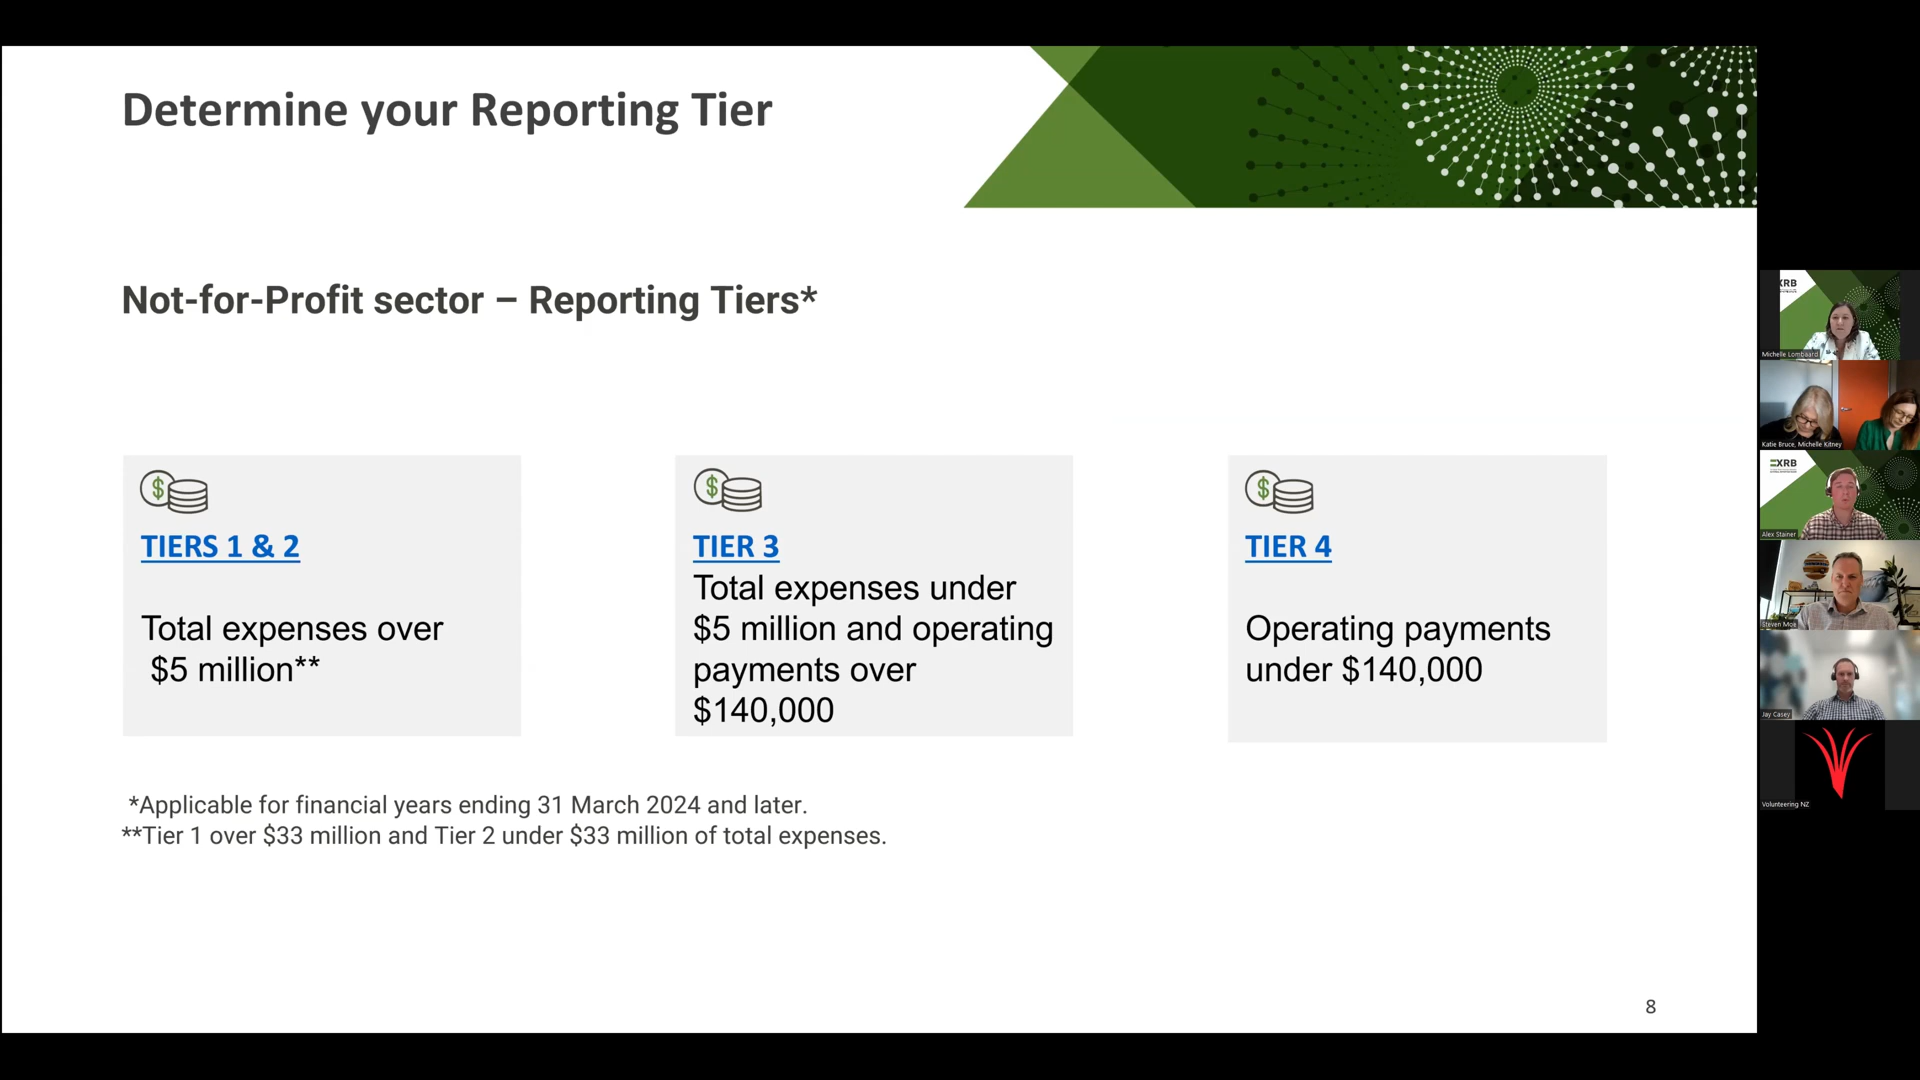 Determine your Reporting Tier
Not-for-Profit sector – Reporting Tiers*
TIERS 1 & 2
Total expenses over
$5 million**
TIER 3
Total expenses under
$5 million and operating
payments over
$140,000
TIER 4
Operating payments
under $140,000
*Applicable for financial years ending 31 March 2024 and later.
**Tier 1 over $33 million and Tier 2 under $33 million of total expenses.
8
XRB
Michelle Lombaard
Katie Bruce, Michelle Kitney
XRB
Alex Stainer
Steven Moe
Jay Casey
Volunteering NZ